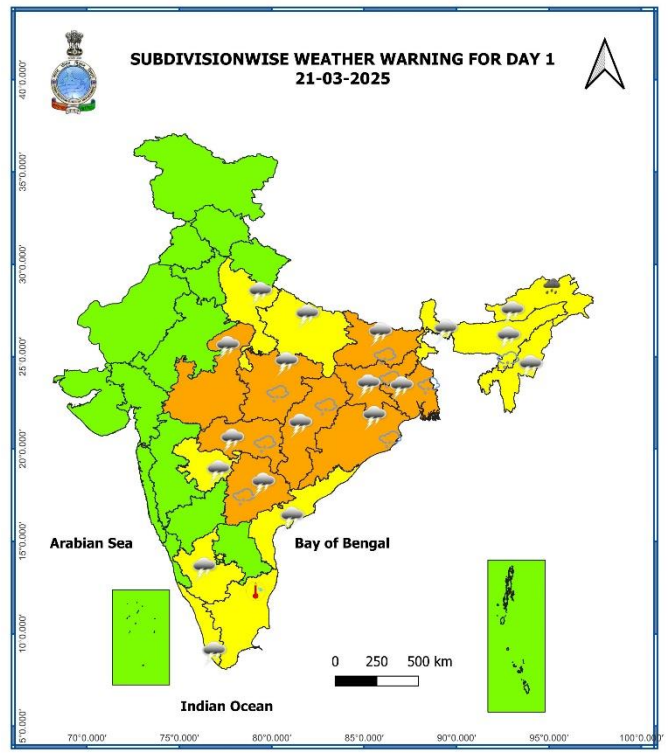 SUBDIVISIONWISE WEATHER WARNING FOR DAY 1
21-03-2025
40°0.000'
35°0.000'
30°0.000'
25°0.000'
20°0.000'
15°0.000'
10°0.000'
5°0.000'
Arabian Sea
Bay of Bengal
0 250 500 km
Indian Ocean
70°0.000' 75°0.000' 80°0.000' 85°0.000' 90°0.000' 95°0.000' 100°0.000'